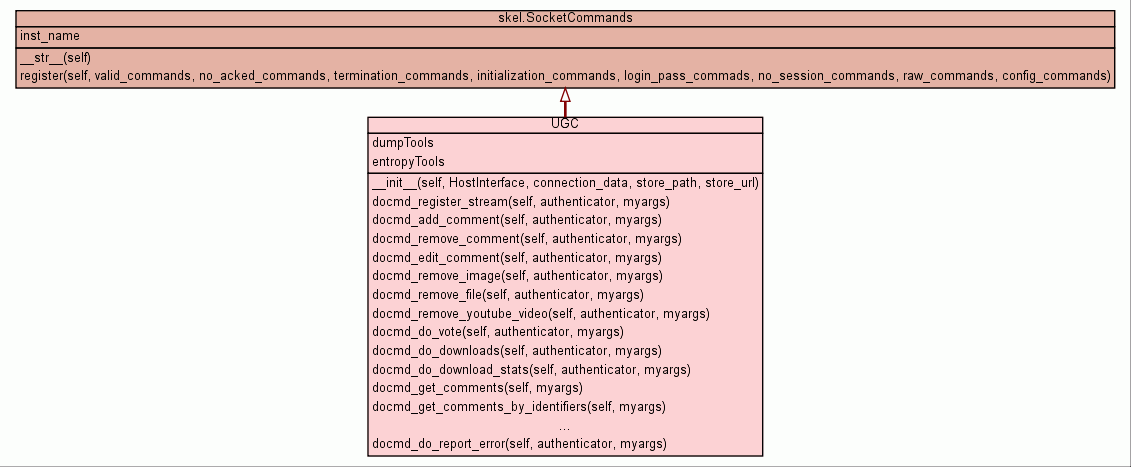 skel.SocketCommands
inst_name
__str__(self)
register(self, valid_commands, no_acked_commands, termination_commands, initialization_commands, login_pass_commads, no_session_commands, raw_commands, config_commands)
UGC
dumpTools
entropyTools
__init__(self, HostInterface, connection_data, store_path, store_url)
docmd_register_stream(self, authenticator, myargs)
docmd_add_comment(self, authenticator, myargs)
docmd_remove_comment(self, authenticator, myargs)
docmd_edit_comment(self, authenticator, myargs)
docmd_remove_image(self, authenticator, myargs)
docmd_remove_file(self, authenticator, myargs)
docmd_remove_youtube_video(self, authenticator, myargs)
docmd_do_vote(self, authenticator, myargs)
docmd_do_downloads(self, authenticator, myargs)
docmd_do_download_stats(self, authenticator, myargs)
docmd_get_comments(self, myargs)
docmd_get_comments_by_identifiers(self, myargs)
...
docmd_do_report_error(self, authenticator, myargs)